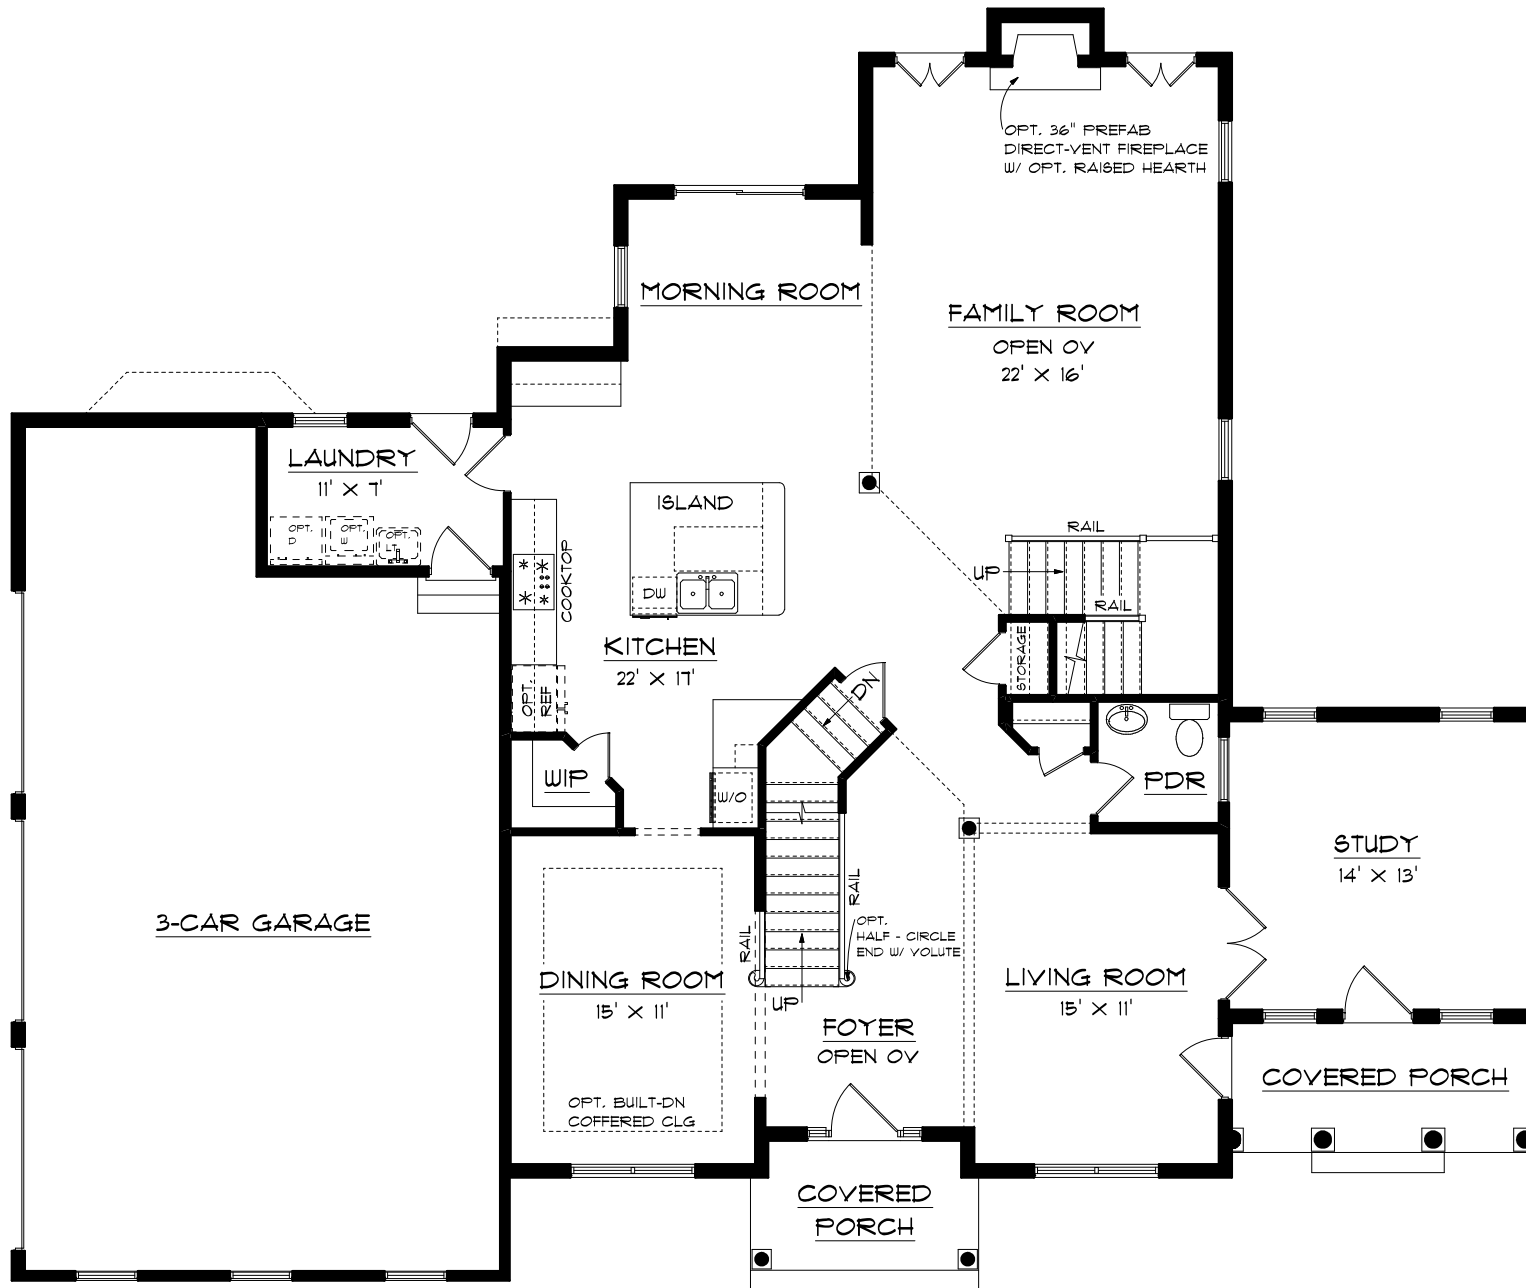 OPT. 36" PREFAB
DIRECT-VENT FIREPLACE
W/ OPT. RAISED HEARTH
MORNING ROOM
FAMILY ROOM
OPEN OV
22' X 16'
LAUNDRY
11' X 7'
OPT.
D
OPT.
W
OPT.
LT
ISLAND
DW
COOKTOP
RAIL
UP
RAIL
STORAGE
KITCHEN
22' X 17'
OPT.
REF
DN
WIP
W/O
PDR
STUDY
14' X 13'
3-CAR GARAGE
RAIL
OPT.
HALF - CIRCLE
END W/ VOLUTE
RAIL
DINING ROOM
15' X 11'
UP
LIVING ROOM
15' X 11'
FOYER
OPEN OV
COVERED PORCH
OPT. BUILT-DN
COFFERED CLG
COVERED
PORCH